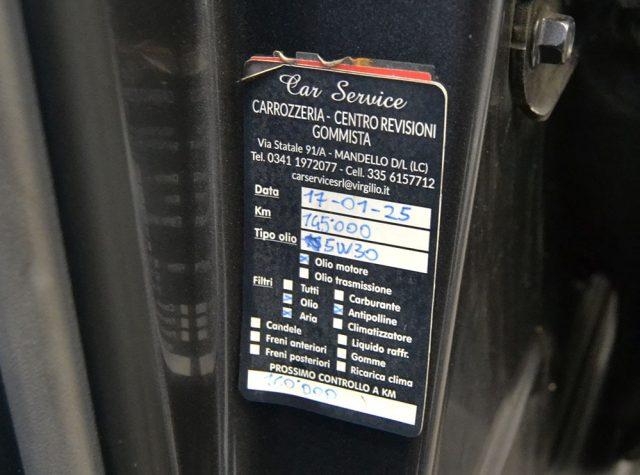 Car Service
CARROZZERIA - CENTRO REVISIONI
GOMMISTA
Via Statale 91/A - MANDELLO D/L (LC)
Tel. 0341 1972077 - Cell. 335 6157712
carservicesrl@virgilio.it
Data 17-01-25
Km 145.000
Tipo olio 5W30
Olio motore
Olio trasmissione
Filtri Tutti Carburante
Olio Antipolline
Aria Climatizzatore
Candele Liquido raffr.
Freni anteriori Gomme
Freni posteriori Ricarica clima
PROSSIMO CONTROLLO A KM